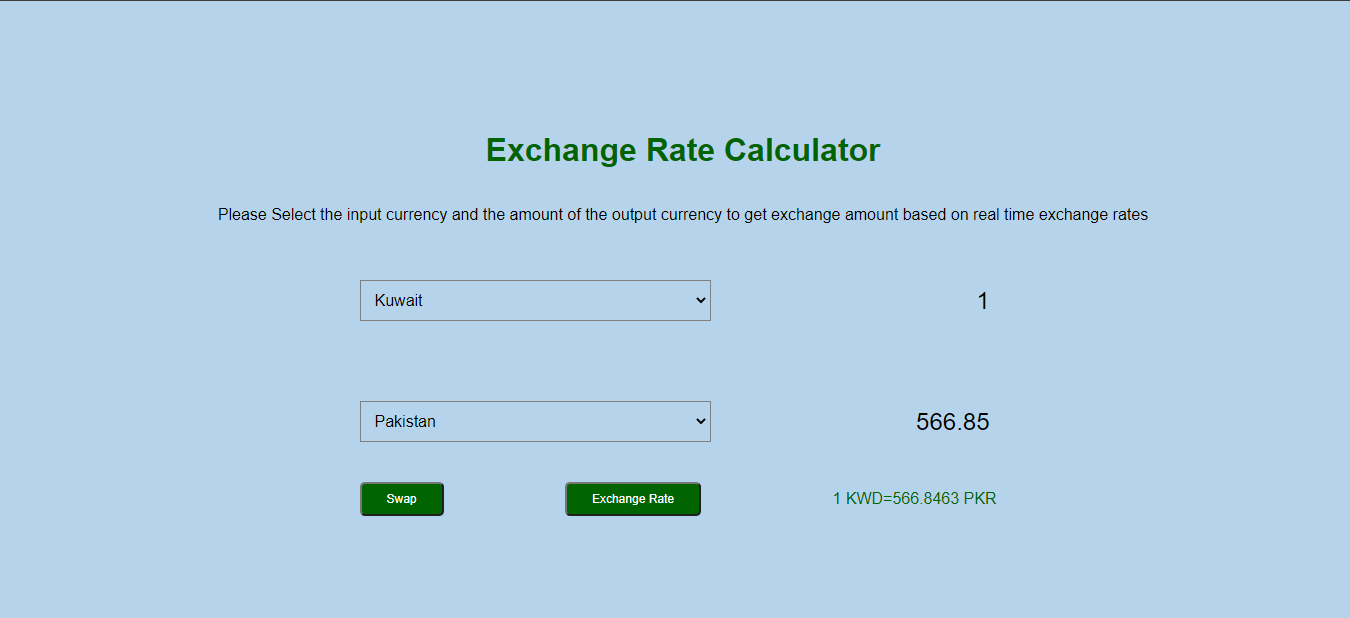 Exchange Rate Calculator
Please Select the input currency and the amount of the output currency to get exchange amount based on real time exchange rates
Kuwait 1
Pakistan 566.85
Swap Exchange Rate 1 KWD=566.8463 PKR